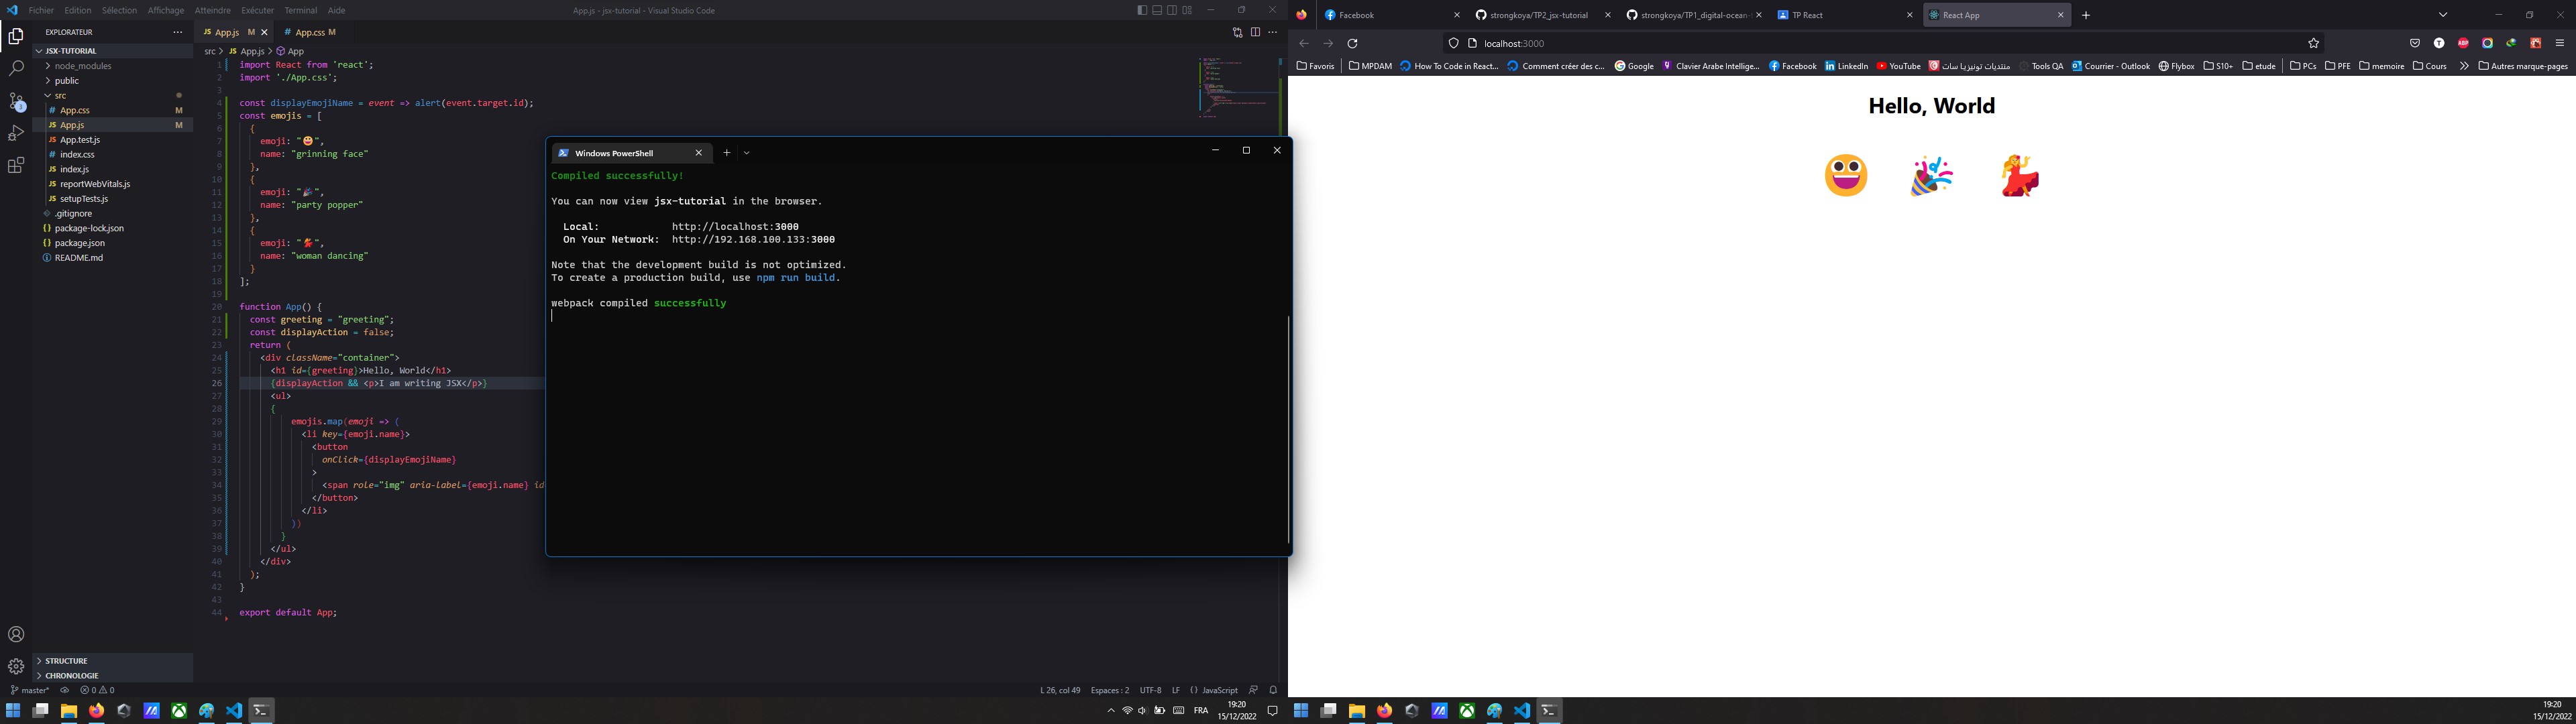 Fichier Edition Sélection Affichage Atteindre Exécuter Terminal Aide
App.js - jsx-tutorial - Visual Studio Code
EXPLORATEUR
JSX-TUTORIAL
node_modules
public
src
App.css M
App.js M
App.test.js
index.css
index.js
reportWebVitals.js
setupTests.js
.gitignore
package-lock.json
package.json
README.md
STRUCTURE
CHRONOLOGIE
App.js M
App.css M
src > App.js > App
1 import React from 'react';
2 import './App.css';
3
4 const displayEmojiName = event => alert(event.target.id);
5 const emojis = [
6 {
7 emoji: "😀",
8 name: "grinning face"
9 },
10 {
11 emoji: "🎉",
12 name: "party popper"
13 },
14 {
15 emoji: "💃",
16 name: "woman dancing"
17 }
18 ];
19
20 function App() {
21 const greeting = "greeting";
22 const displayAction = false;
23 return (
24 <div className="container">
25 <h1 id={greeting}>Hello, World</h1>
26 {displayAction && <p>I am writing JSX</p>}
27 <ul>
28 {
29 emojis.map(emoji => (
30 <li key={emoji.name}>
31 <button
32 onClick={displayEmojiName}
33 >
34 <span role="img" aria-label={emoji.name} id
35 </button>
36 </li>
37 ))
38 }
39 </ul>
40 </div>
41 );
42 }
43
44 export default App;
master* 0 0
L 26, col 49 Espaces : 2 UTF-8 LF JavaScript
FRA
19:20
15/12/2022
Windows PowerShell
Compiled successfully!
You can now view jsx-tutorial in the browser.
Local: http://localhost:3000
On Your Network: http://192.168.100.133:3000
Note that the development build is not optimized.
To create a production build, use npm run build.
webpack compiled successfully
Facebook
strongkoya/TP2_jsx-tutorial
strongkoya/TP1_digital-ocean-
TP React
React App
localhost:3000
Favoris MPDAM How To Code in React... Comment créer des c... Google Clavier Arabe Intellige... Facebook LinkedIn YouTube منتديات تونيزيا سات Tools QA Courrier - Outlook Flybox S10+ etude PCs PFE memoire Cours Autres marque-pages
Hello, World
19:20
15/12/2022